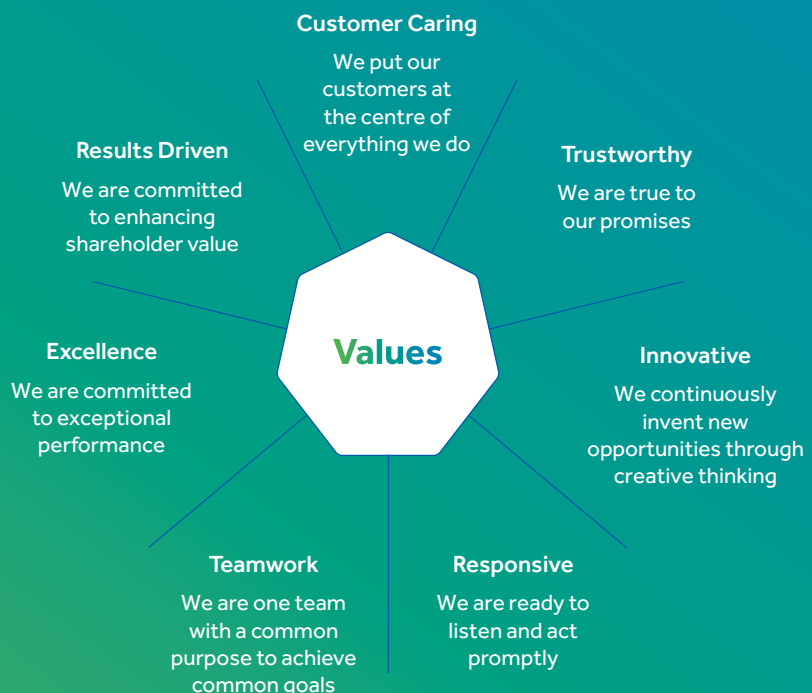 Customer Caring
We put our
customers at
the centre of
everything we do
Results Driven
We are committed
to enhancing
shareholder value
Trustworthy
We are true to
our promises
Values
Excellence
We are committed
to exceptional
performance
Innovative
We continuously
invent new
opportunities through
creative thinking
Teamwork
We are one team
with a common
purpose to achieve
common goals
Responsive
We are ready to
listen and act
promptly